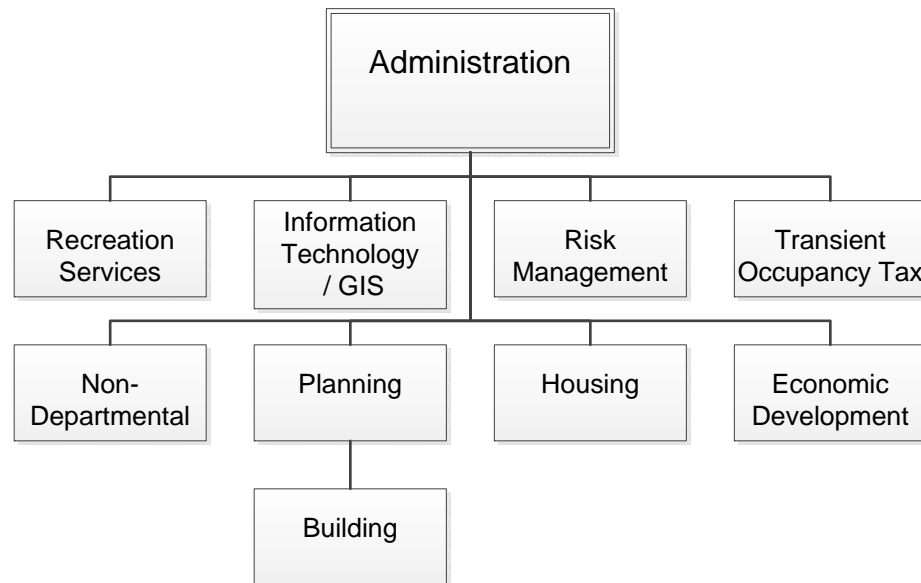 Administration
Recreation
Services
Information
Technology
/ GIS
Risk
Management
Transient
Occupancy Tax
Non-
Departmental
Planning
Housing
Economic
Development
Building